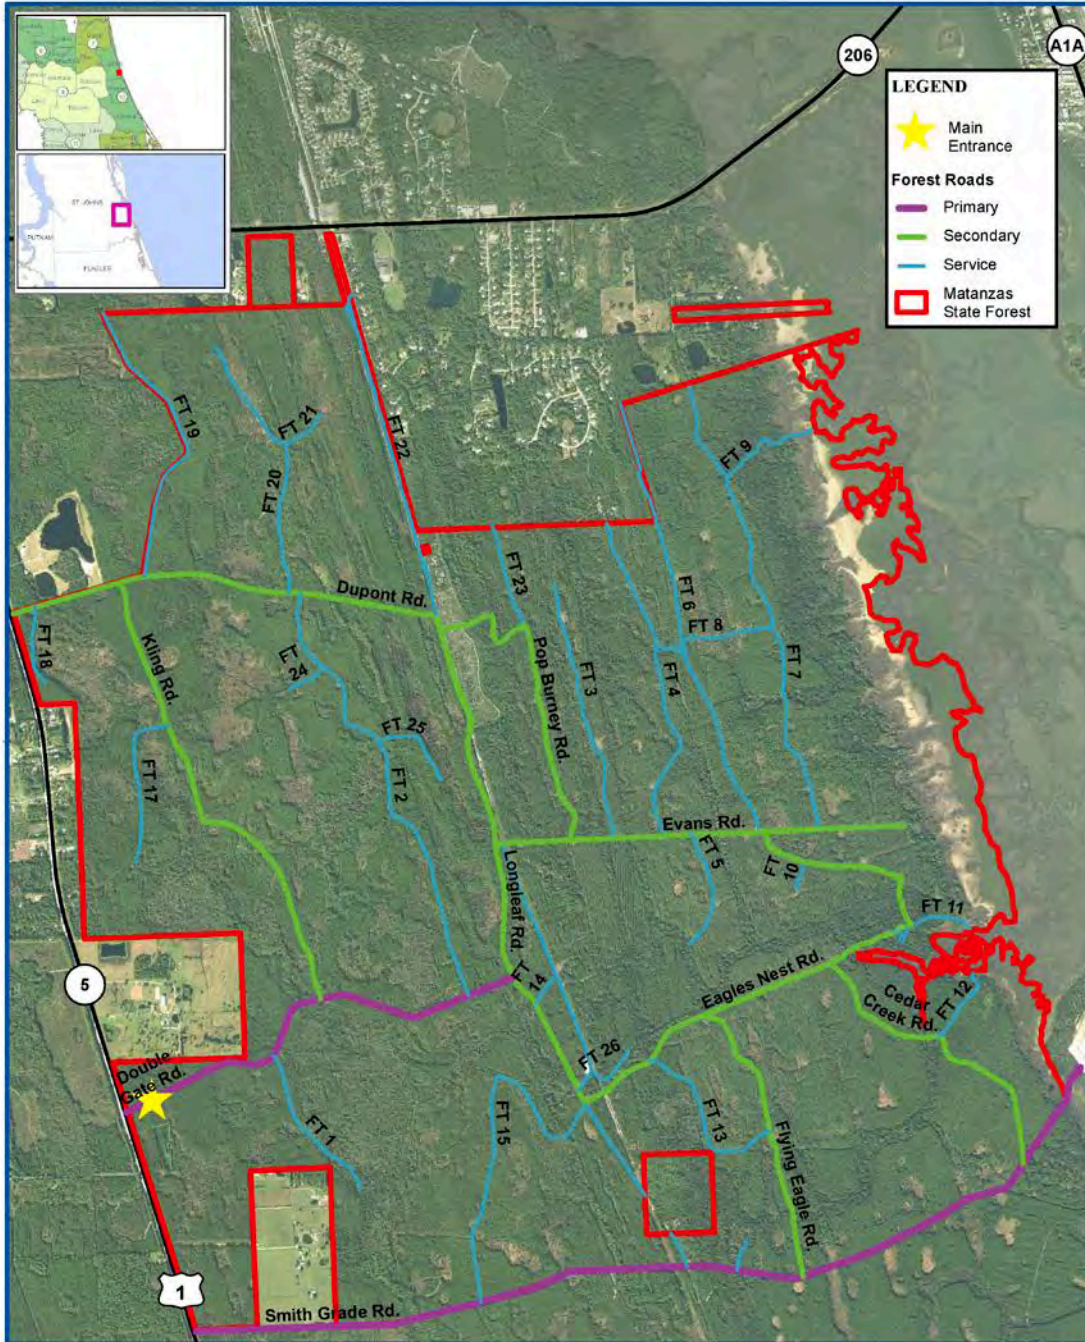 206
A1A
LEGEND
Main
Entrance
Forest Roads
Primary
Secondary
Service
Matanzas
State Forest
ST JOHNS
PUTNAM
FLAGLER
FT 19
FT 21
FT 20
FT 22
FT 9
FT 23
FT 6
FT 8
Dupont Rd.
FT 18
Kling Rd.
FT
24
Pop Burney Rd.
FT 3
FT 4
FT 7
FT 25
FT 17
FT 2
Evans Rd.
FT 5
FT
10
Longleaf Rd.
FT 11
FT
14
Eagles Nest Rd.
Cedar
Creek Rd.
FT 12
5
Double
Gate Rd.
FT 26
FT 1
FT 15
FT 13
Flying Eagle Rd.
1
Smith Grade Rd.